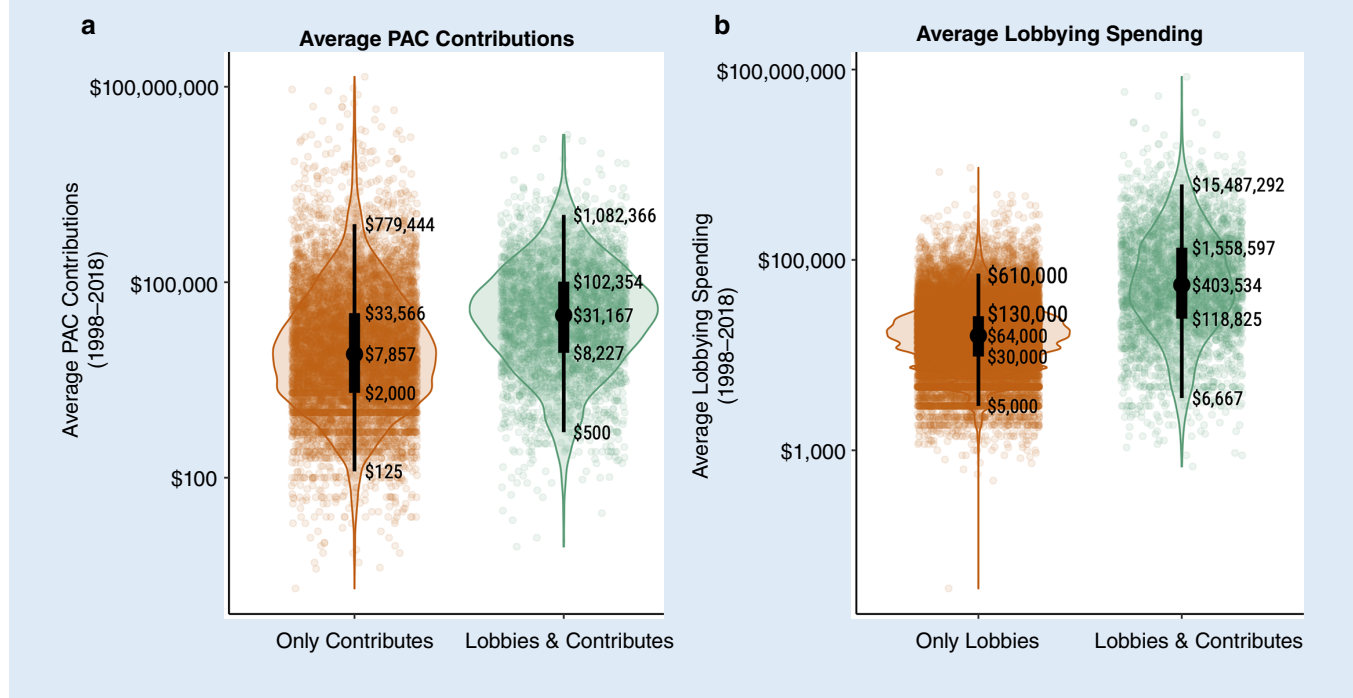 a
Average PAC Contributions
Average PAC Contributions
(1998–2018)
$100,000,000
$100,000
$100
$779,444
$33,566
$7,857
$2,000
$125
$1,082,366
$102,354
$31,167
$8,227
$500
Only Contributes
Lobbies & Contributes
b
Average Lobbying Spending
Average Lobbying Spending
(1998–2018)
$100,000,000
$100,000
$1,000
$610,000
$130,000
$64,000
$30,000
$5,000
$15,487,292
$1,558,597
$403,534
$118,825
$6,667
Only Lobbies
Lobbies & Contributes